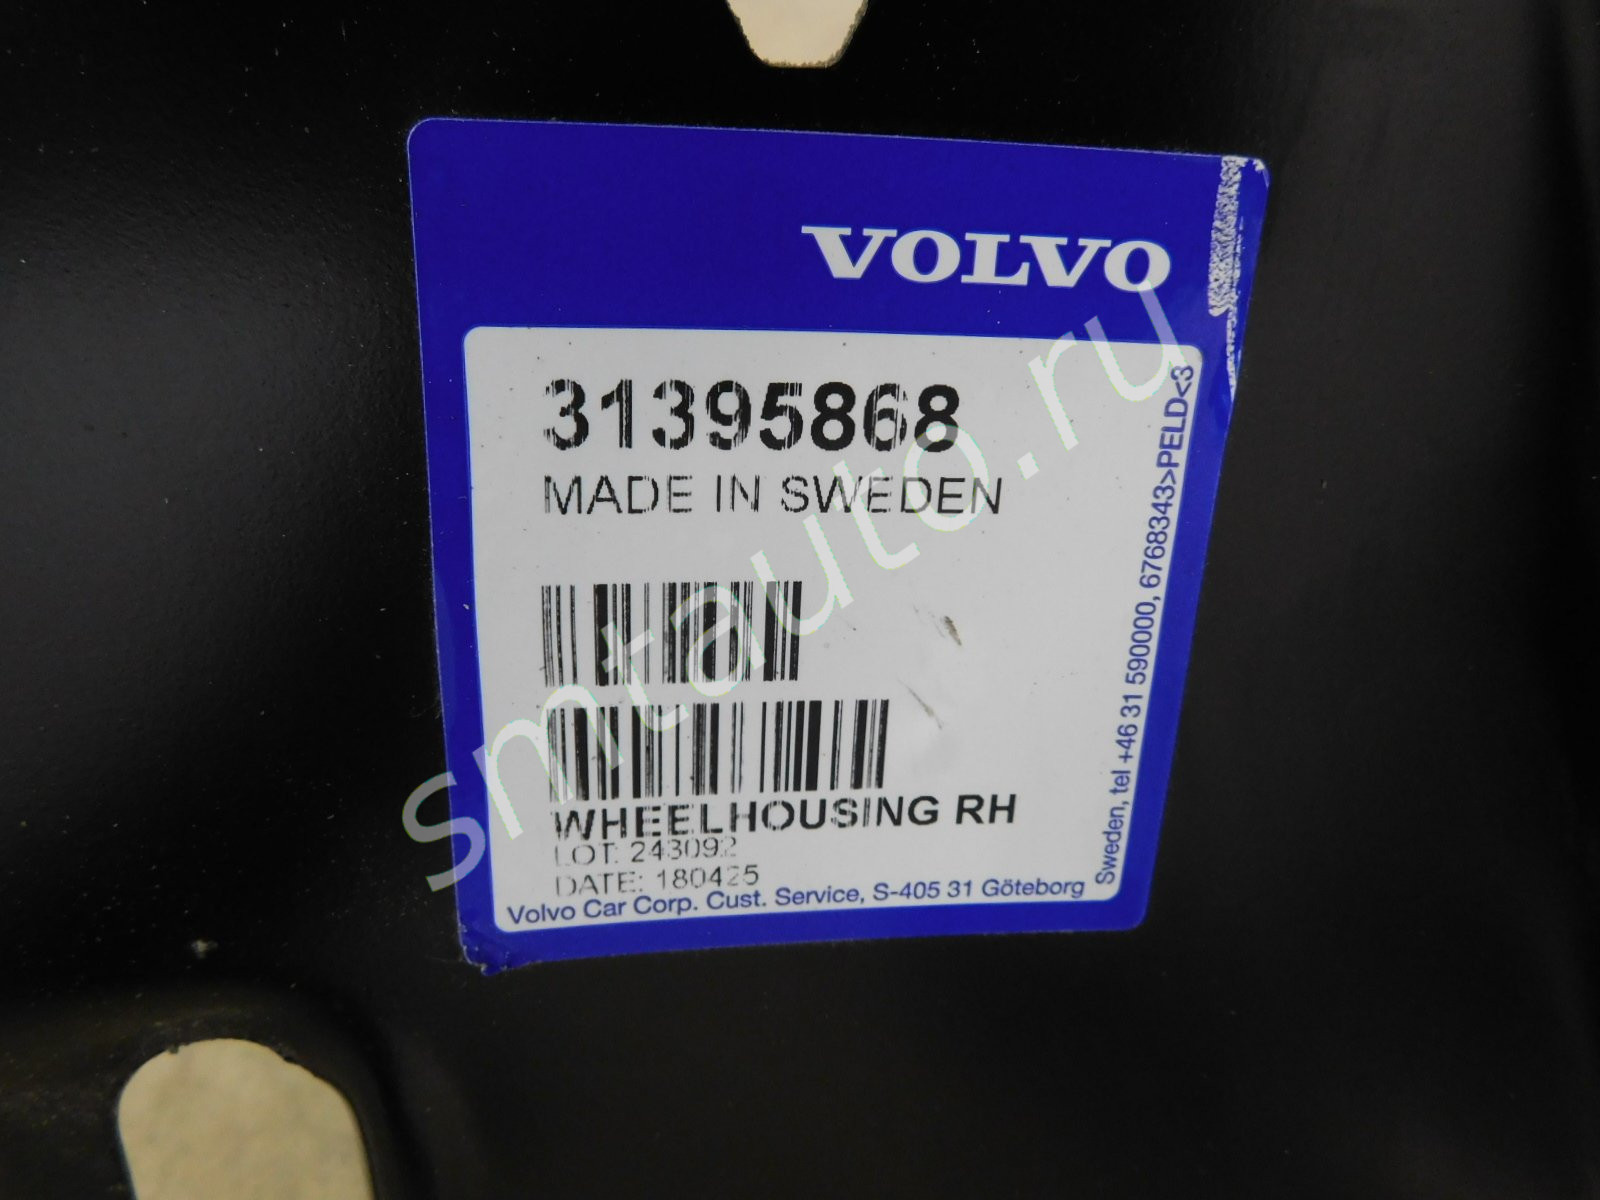 VOLVO
31395868
MADE IN SWEDEN
WHEELHOUSING RH
LOT: 243092
DATE: 180425
Volvo Car Corp. Cust. Service, S-405 31 Göteborg
Sweden, tel +46 31 590000, 6768343>PELD<3
smtauto.ru